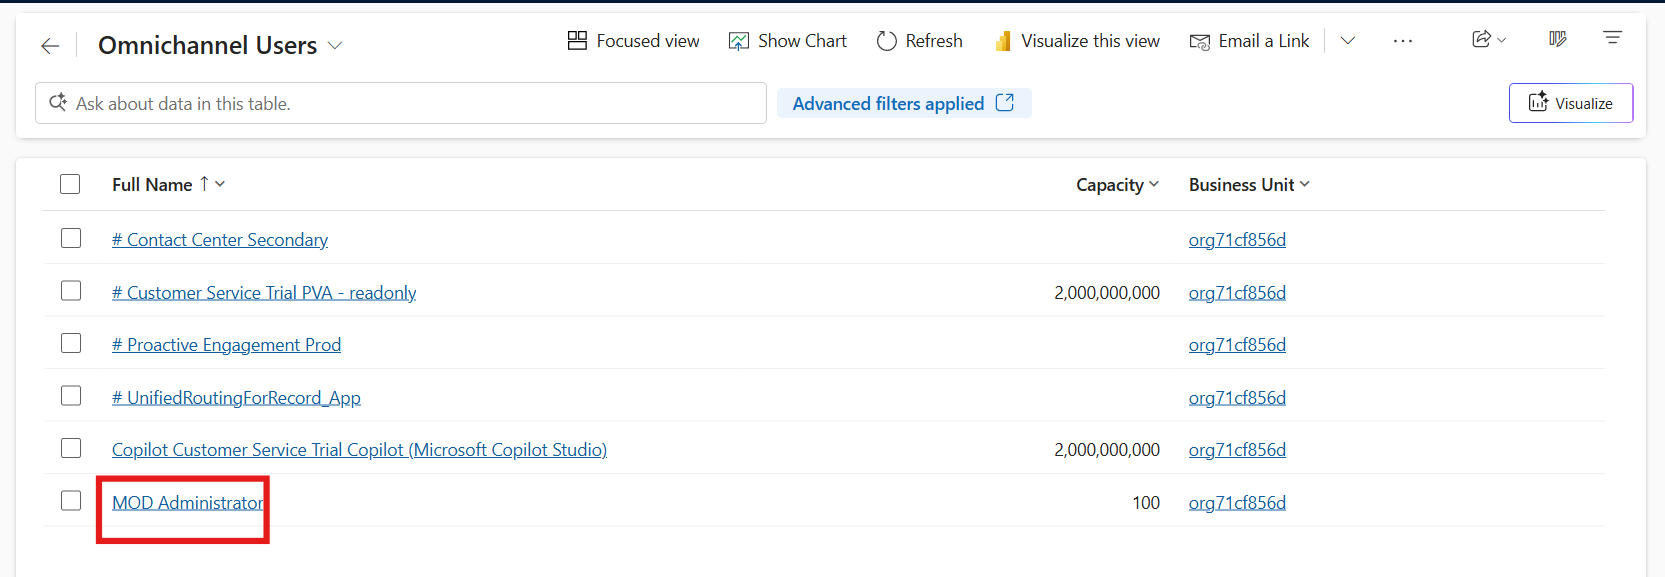 Omnichannel Users
Focused view
Show Chart
Refresh
Visualize this view
Email a Link
Ask about data in this table.
Advanced filters applied
Visualize
Full Name Capacity Business Unit
# Contact Center Secondary org71cf856d
# Customer Service Trial PVA - readonly 2,000,000,000 org71cf856d
# Proactive Engagement Prod org71cf856d
# UnifiedRoutingForRecord_App org71cf856d
Copilot Customer Service Trial Copilot (Microsoft Copilot Studio) 2,000,000,000 org71cf856d
MOD Administrator 100 org71cf856d